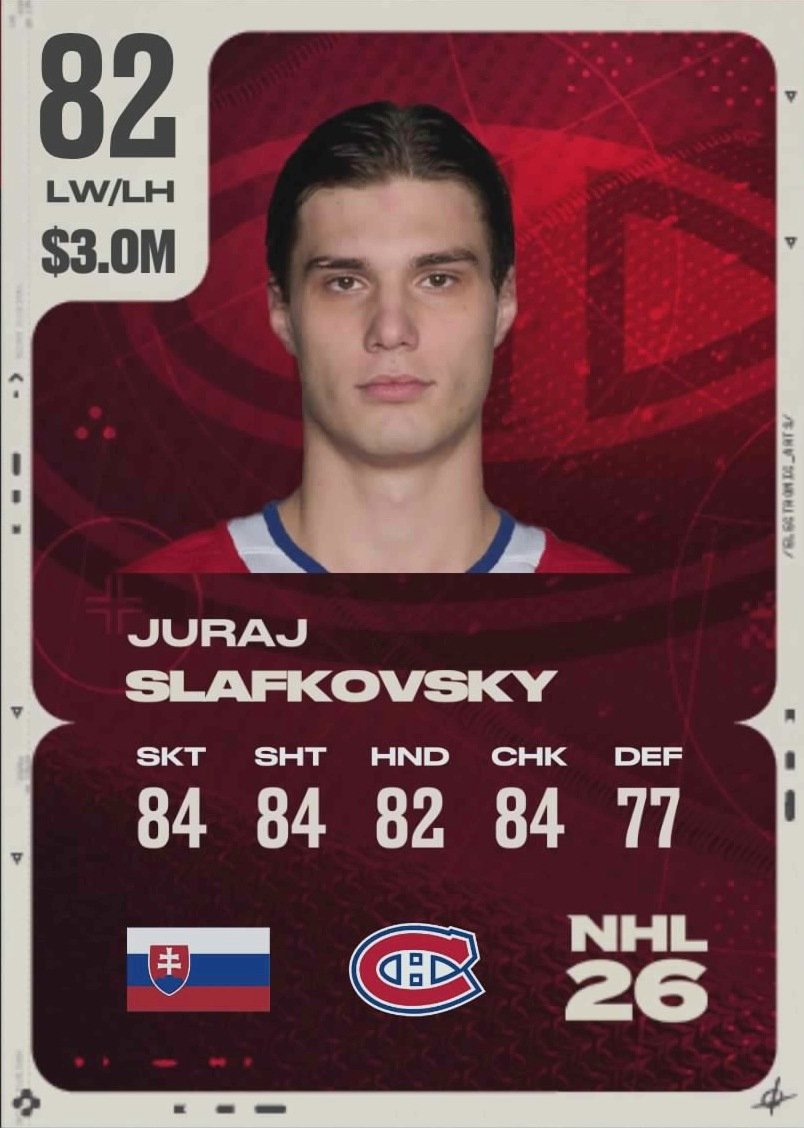 82
LW/LH
$3.0M
JURAJ
SLAFKOVSKY
SKT SHT HND CHK DEF
84 84 82 84 77
NHL
26